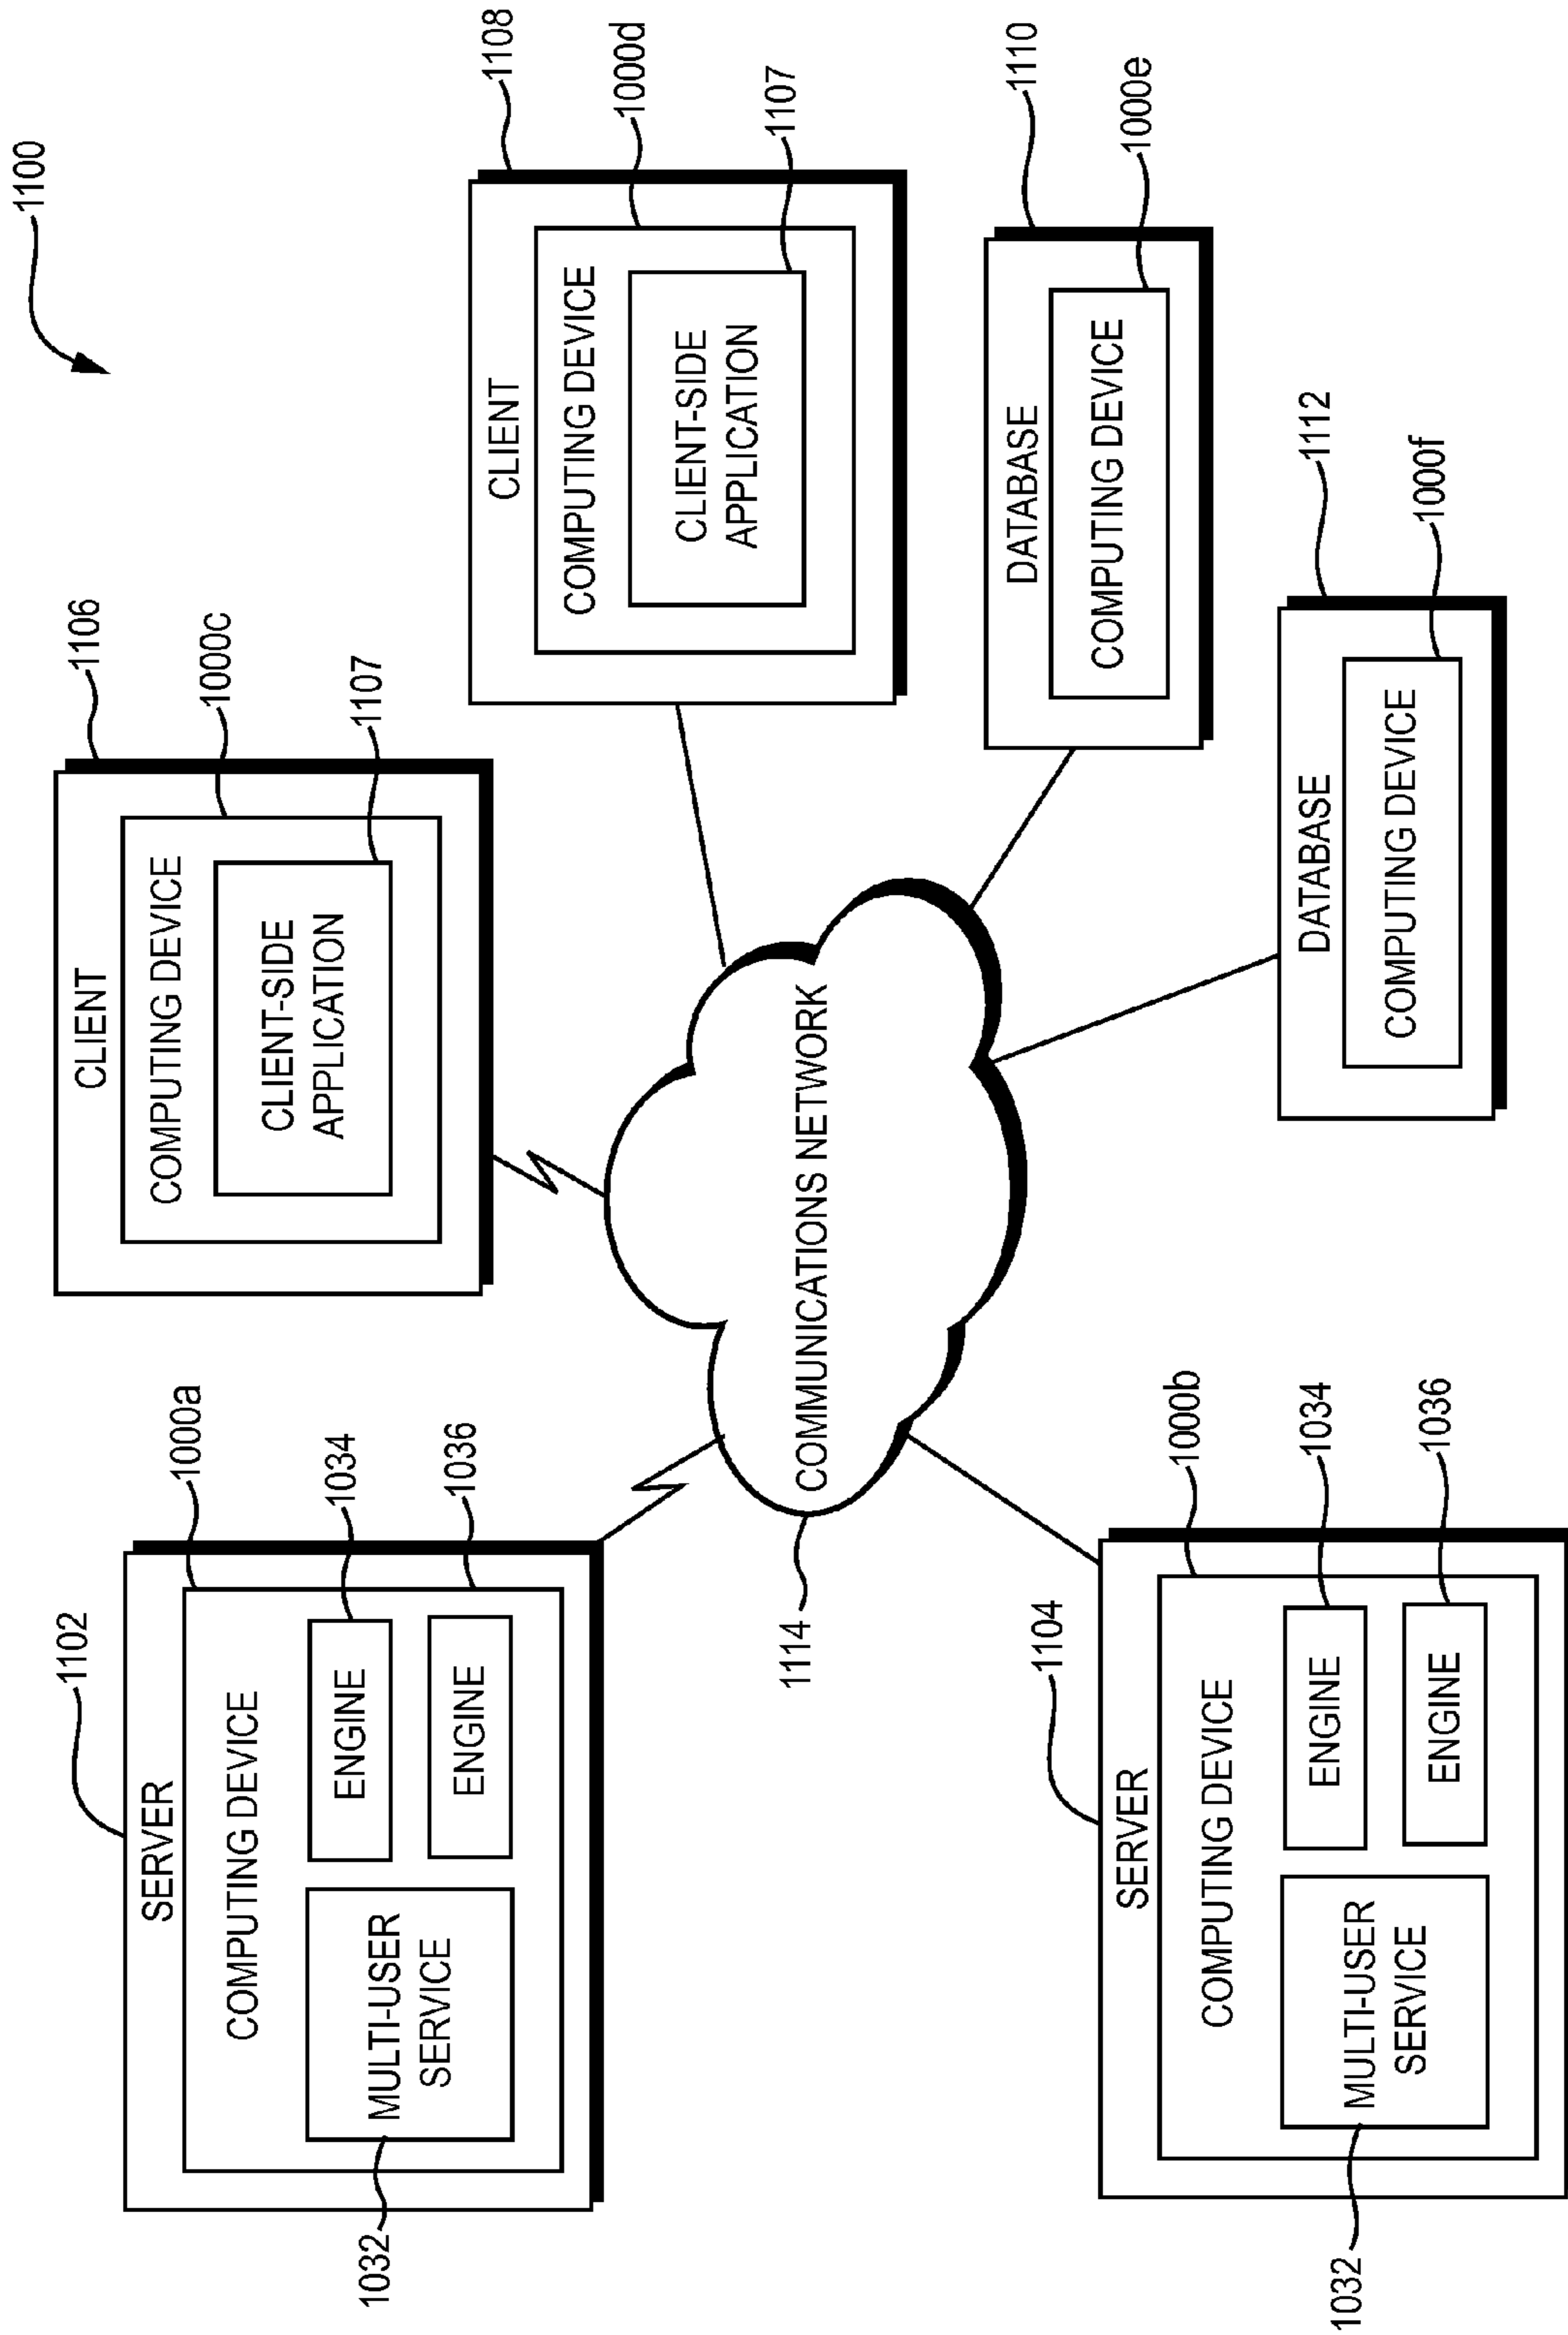 1100
1102
SERVER
1000a
COMPUTING DEVICE
1034
ENGINE
1036
ENGINE
MULTI-USER
SERVICE
1032
CLIENT
1106
COMPUTING DEVICE
1000c
CLIENT-SIDE
APPLICATION
1107
CLIENT
1108
COMPUTING DEVICE
1000d
CLIENT-SIDE
APPLICATION
1107
COMMUNICATIONS NETWORK
1114
DATABASE
1110
COMPUTING DEVICE
1000e
DATABASE
1112
COMPUTING DEVICE
1000f
1104
SERVER
1000b
COMPUTING DEVICE
1034
ENGINE
1036
ENGINE
MULTI-USER
SERVICE
1032